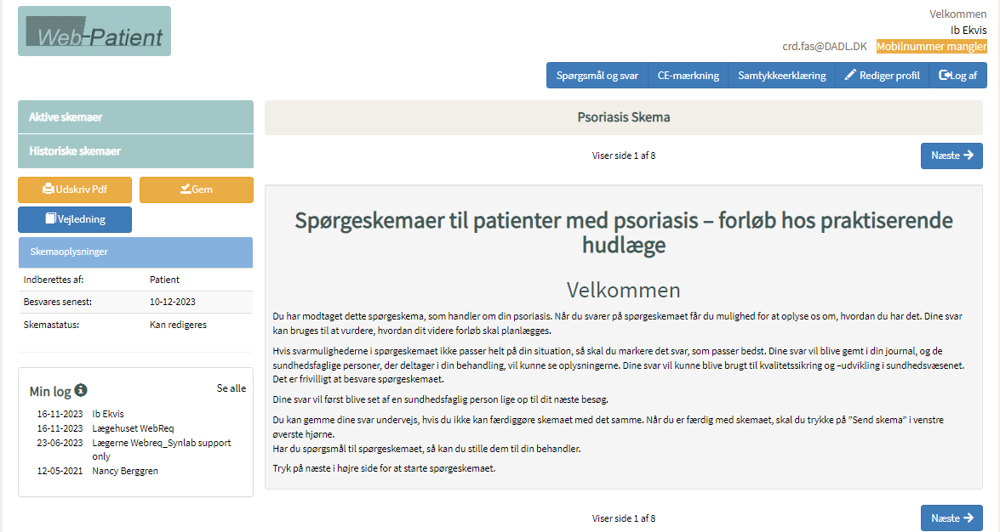 Web-Patient
Velkommen
Ib Ekvis
crd.fas@DADL.DK Mobilnummer mangler
Spørgsmål og svar CE-mærkning Samtykkeerklæring Rediger profil Log af
Aktive skemaer
Historiske skemaer
Udskriv Pdf Gem
Vejledning
Skemaoplysninger
Indberettes af: Patient
Besvares senest: 10-12-2023
Skemastatus: Kan redigeres
Min log Se alle
16-11-2023 Ib Ekvis
16-11-2023 Lægehuset WebReq
23-06-2023 Lægerne Webreq_Synlab support
only
12-05-2021 Nancy Berggren
Psoriasis Skema
Viser side 1 af 8 Næste
Spørgeskemaer til patienter med psoriasis – forløb hos praktiserende
hudlæge
Velkommen
Du har modtaget dette spørgeskema, som handler om din psoriasis. Når du svarer på spørgeskemaet får du mulighed for at oplyse os om, hvordan du har det. Dine svar
kan bruges til at vurdere, hvordan dit videre forløb skal planlægges.
Hvis svarmulighederne i spørgeskemaet ikke passer helt på din situation, så skal du markere det svar, som passer bedst. Dine svar vil blive gemt i din journal, og de
sundhedsfaglige personer, der deltager i din behandling, vil kunne se oplysningerne. Dine svar vil kunne blive brugt til kvalitetssikring og –udvikling i sundhedsvæsenet.
Det er frivilligt at besvare spørgeskemaet.
Dine svar vil først blive set af en sundhedsfaglig person lige op til dit næste besøg.
Du kan gemme dine svar undervejs, hvis du ikke kan færdiggøre skemaet med det samme. Når du er færdig med skemaet, skal du trykke på ”Send skema” i venstre
øverste hjørne.
Har du spørgsmål til spørgeskemaet, så kan du stille dem til din behandler.
Tryk på næste i højre side for at starte spørgeskemaet.
Viser side 1 af 8 Næste